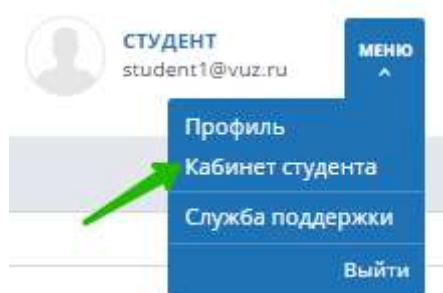 СТУДЕНТ
student1@vuz.ru
МЕНЮ
Профиль
Кабинет студента
Служба поддержки
Выйти